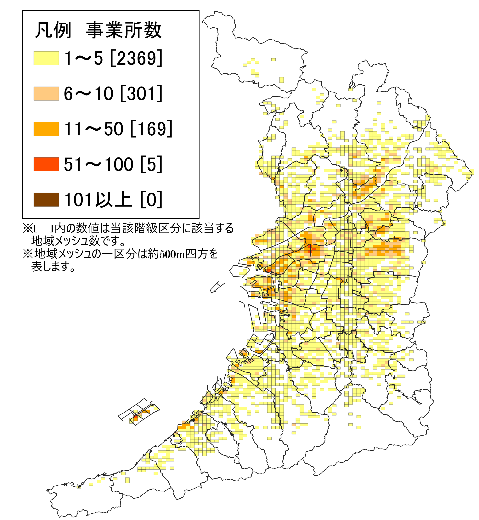 凡例 事業所数
1～5 [2369]
6～10 [301]
11～50 [169]
51～100 [5]
101以上 [0]
※[ ]内の数値は当該階級区分に該当する
地域メッシュ数です。
※地域メッシュの一区分は約500m四方を
表します。